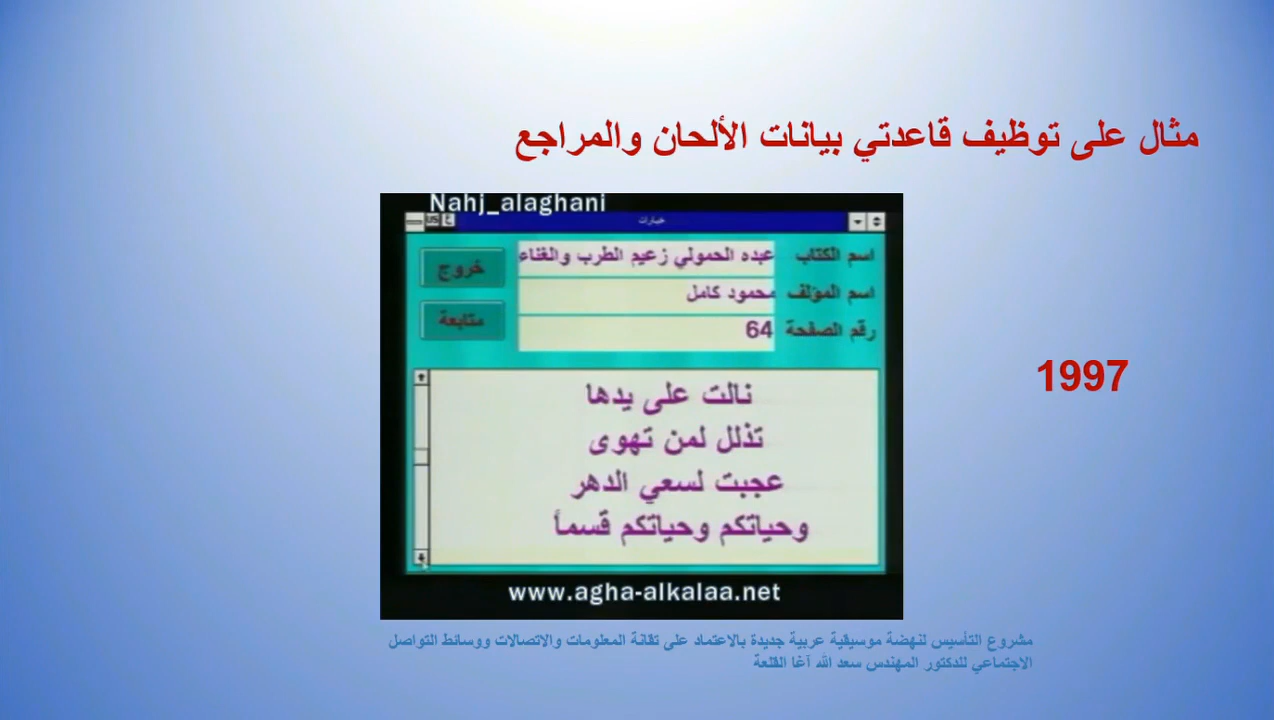 مثال على توظيف قاعدتي بيانات الألحان والمراجع
Nahj_alaghani
US ع
خيارات
اسم الكتاب عبده الحمولي زعيم الطرب والغناء
خروج
اسم المؤلف محمود كامل
رقم الصفحة 64
متابعة
نالت على يدها
تذلل لمن تهوى
عجبت لسعي الدهر
وحياتكم وحياتكم قسماً
1997
www.agha-alkalaa.net
مشروع التأسيس لنهضة موسيقية عربية جديدة بالاعتماد على تقانة المعلومات والاتصالات ووسائط التواصل
الاجتماعي للدكتور المهندس سعد الله آغا القلعة